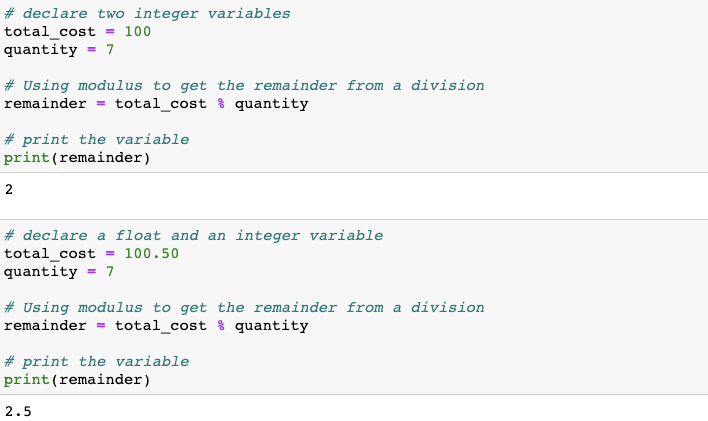 # declare two integer variables
total_cost = 100
quantity = 7
# Using modulus to get the remainder from a division
remainder = total_cost % quantity
# print the variable
print(remainder)
2
# declare a float and an integer variable
total_cost = 100.50
quantity = 7
# Using modulus to get the remainder from a division
remainder = total_cost % quantity
# print the variable
print(remainder)
2.5